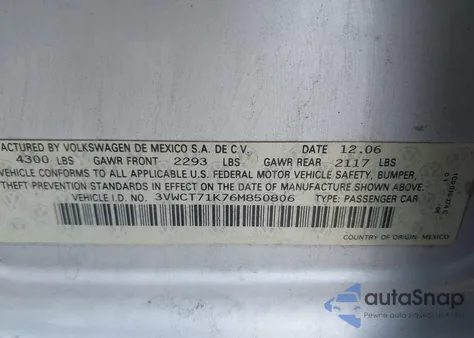 FACTURED BY VOLKSWAGEN DE MEXICO S.A. DE C.V. DATE 12.06
4300 LBS GAWR FRONT 2293 LBS GAWR REAR 2117 LBS
VEHICLE CONFORMS TO ALL APPLICABLE U.S. FEDERAL MOTOR VEHICLE SAFETY, BUMPER,
THEFT PREVENTION STANDARDS IN EFFECT ON THE DATE OF MANUFACTURE SHOWN ABOVE.
VEHICLE I.D. NO. 3VWCT71K76M850806 TYPE: PASSENGER CAR
COUNTRY OF ORIGIN: MEXICO
autoSnap